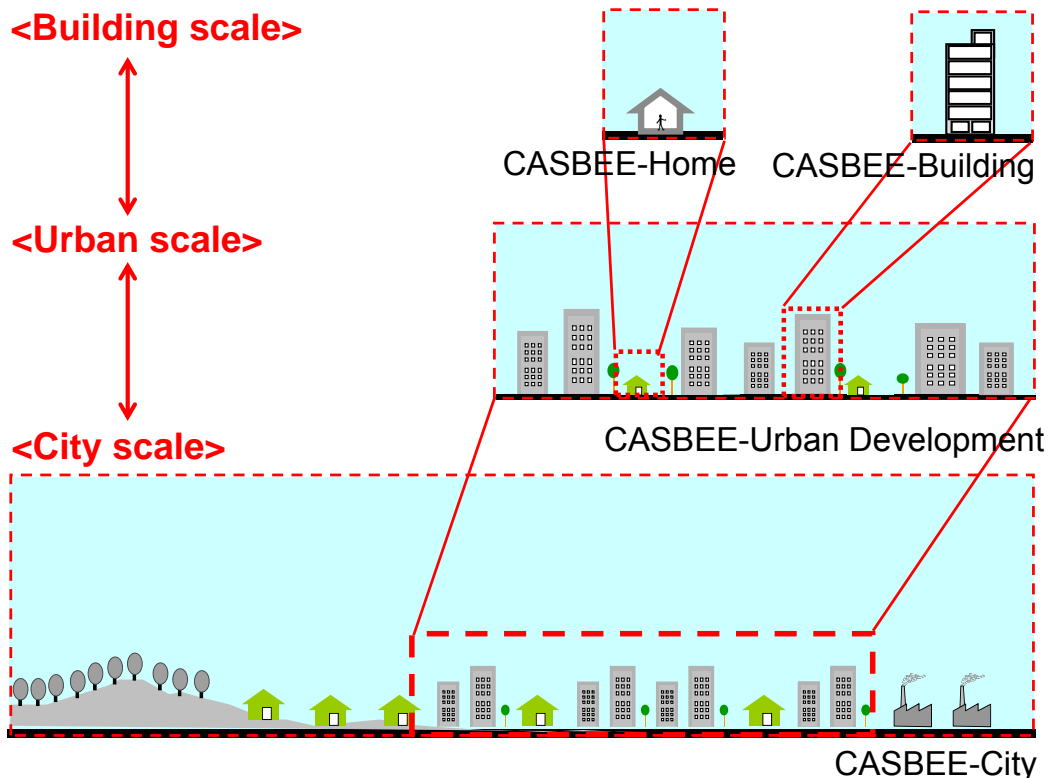 <Building scale>
CASBEE-Home
CASBEE-Building
<Urban scale>
CASBEE-Urban Development
<City scale>
CASBEE-City